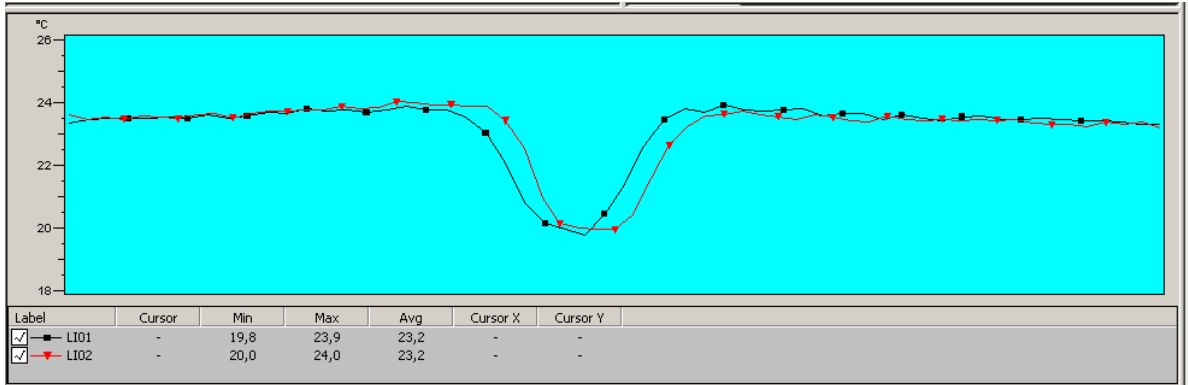 °C
26
24
22
20
18
Label Cursor Min Max Avg Cursor X Cursor Y
LI01 - 19,8 23,9 23,2 - -
LI02 - 20,0 24,0 23,2 - -